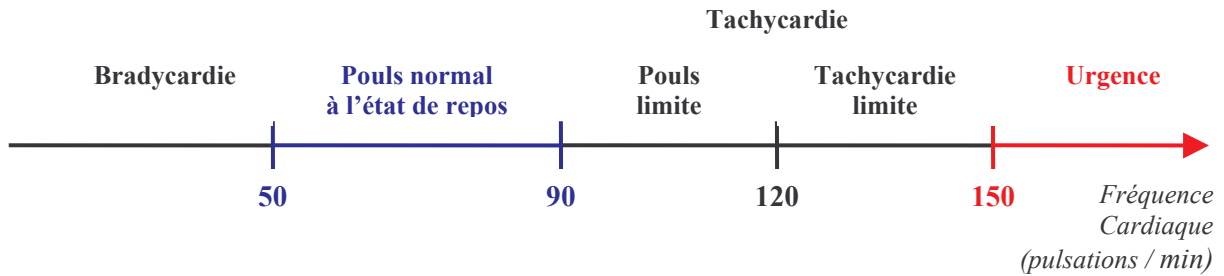 Tachycardie
Bradycardie
Pouls normal
à l’état de repos
Pouls
limite
Tachycardie
limite
Urgence
50
90
120
150
Fréquence
Cardiaque
(pulsations / min)